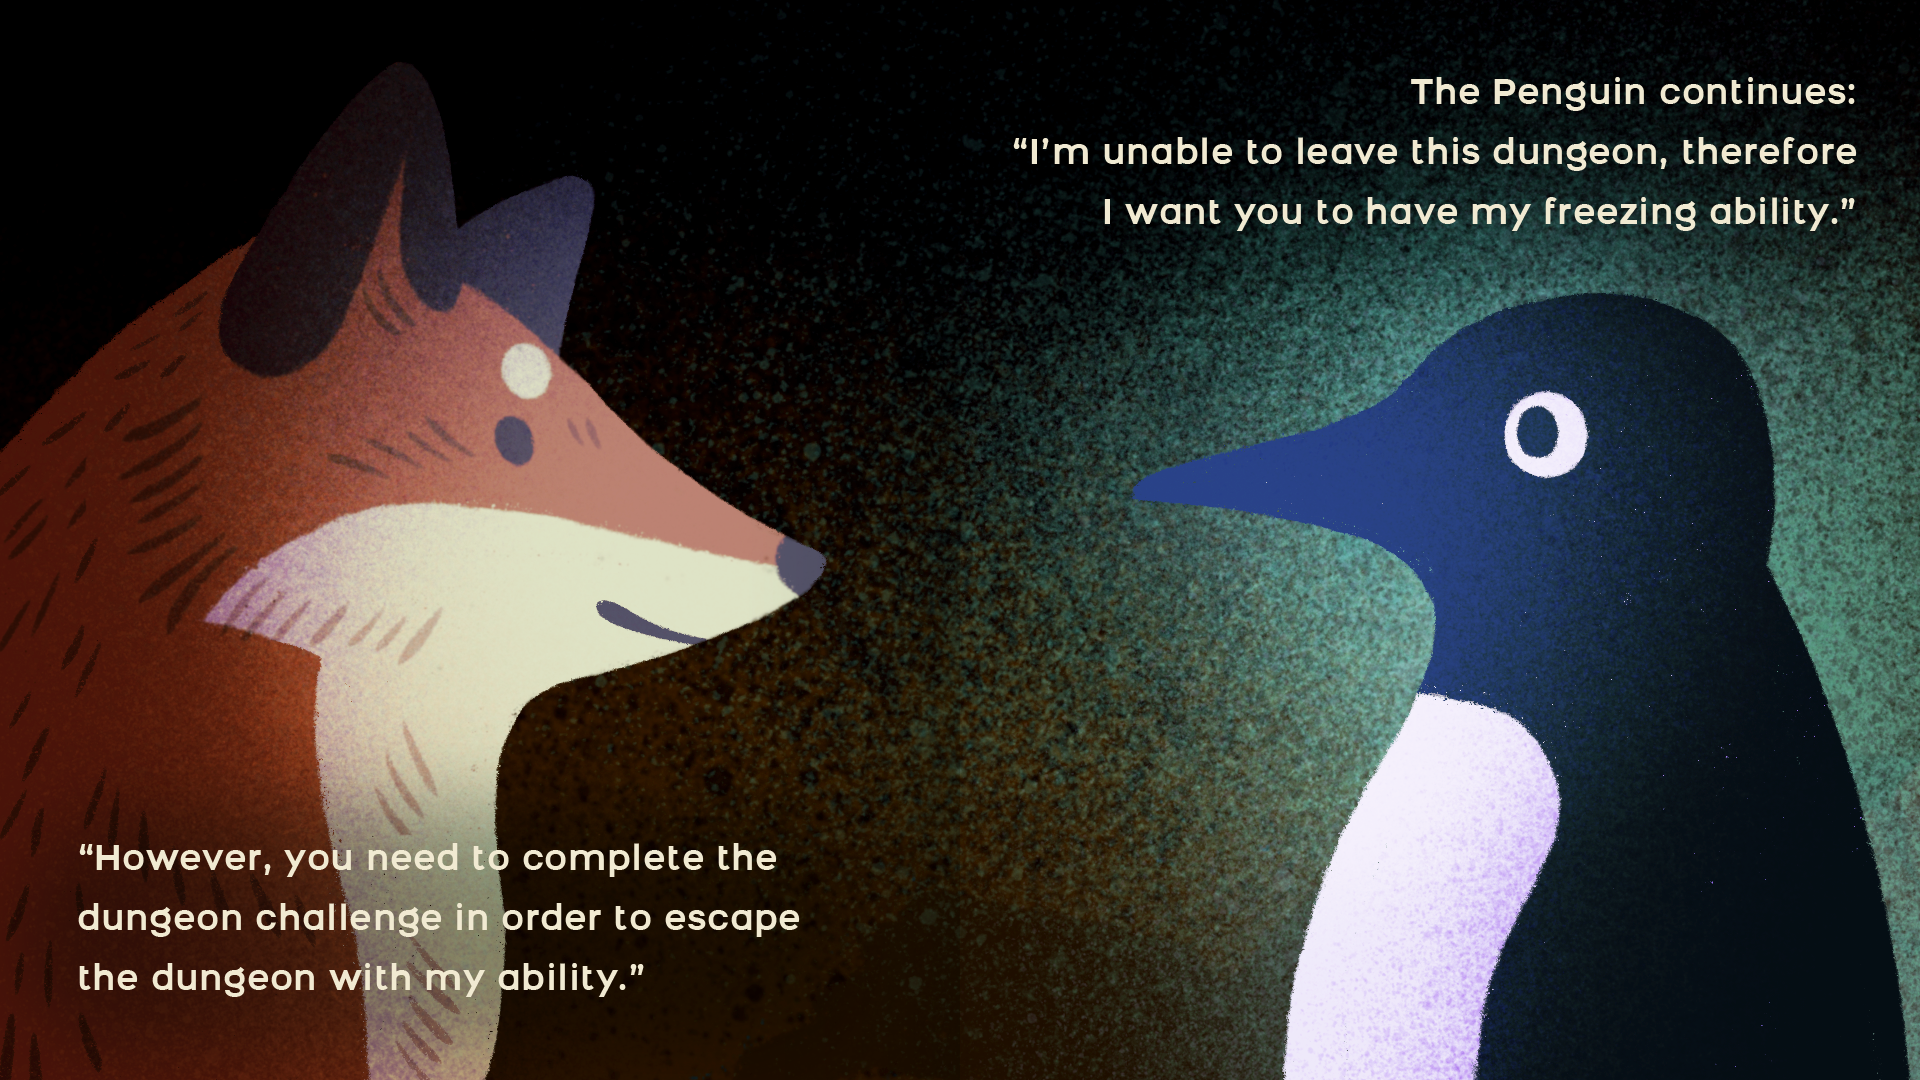 The Penguin continues:
“I’m unable to leave this dungeon, therefore
I want you to have my freezing ability.”
“However, you need to complete the
dungeon challenge in order to escape
the dungeon with my ability.”